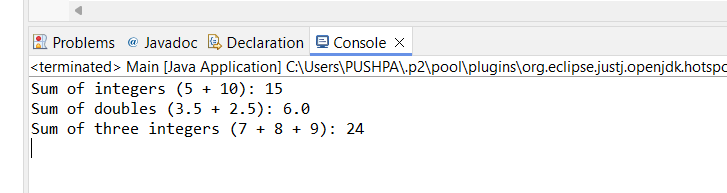 Problems @ Javadoc Declaration Console
<terminated> Main [Java Application] C:\Users\PUSHPA\.p2\pool\plugins\org.eclipse.justj.openjdk.hotspo
Sum of integers (5 + 10): 15
Sum of doubles (3.5 + 2.5): 6.0
Sum of three integers (7 + 8 + 9): 24